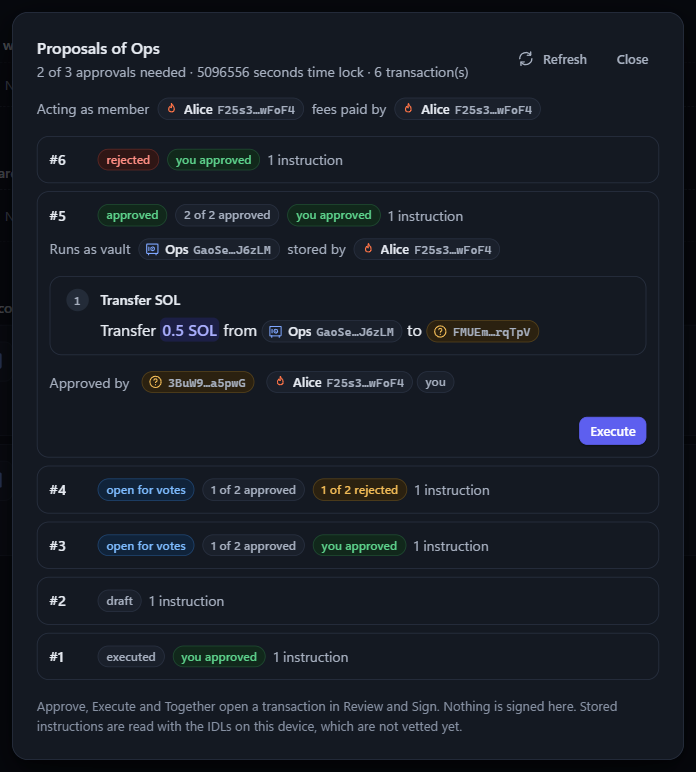 Proposals of Ops
Refresh Close
2 of 3 approvals needed · 5096556 seconds time lock · 6 transaction(s)
Acting as member Alice F25s3…wFoF4 fees paid by Alice F25s3…wFoF4
#6 rejected you approved 1 instruction
#5 approved 2 of 2 approved you approved 1 instruction
Runs as vault Ops GaoSe…J6zLM stored by Alice F25s3…wFoF4
1 Transfer SOL
Transfer 0.5 SOL from Ops GaoSe…J6zLM to FMUEm…rqTpV
Approved by 3BuW9…a5pwG Alice F25s3…wFoF4 you
Execute
#4 open for votes 1 of 2 approved 1 of 2 rejected 1 instruction
#3 open for votes 1 of 2 approved you approved 1 instruction
#2 draft 1 instruction
#1 executed you approved 1 instruction
Approve, Execute and Together open a transaction in Review and Sign. Nothing is signed here. Stored
instructions are read with the IDLs on this device, which are not vetted yet.